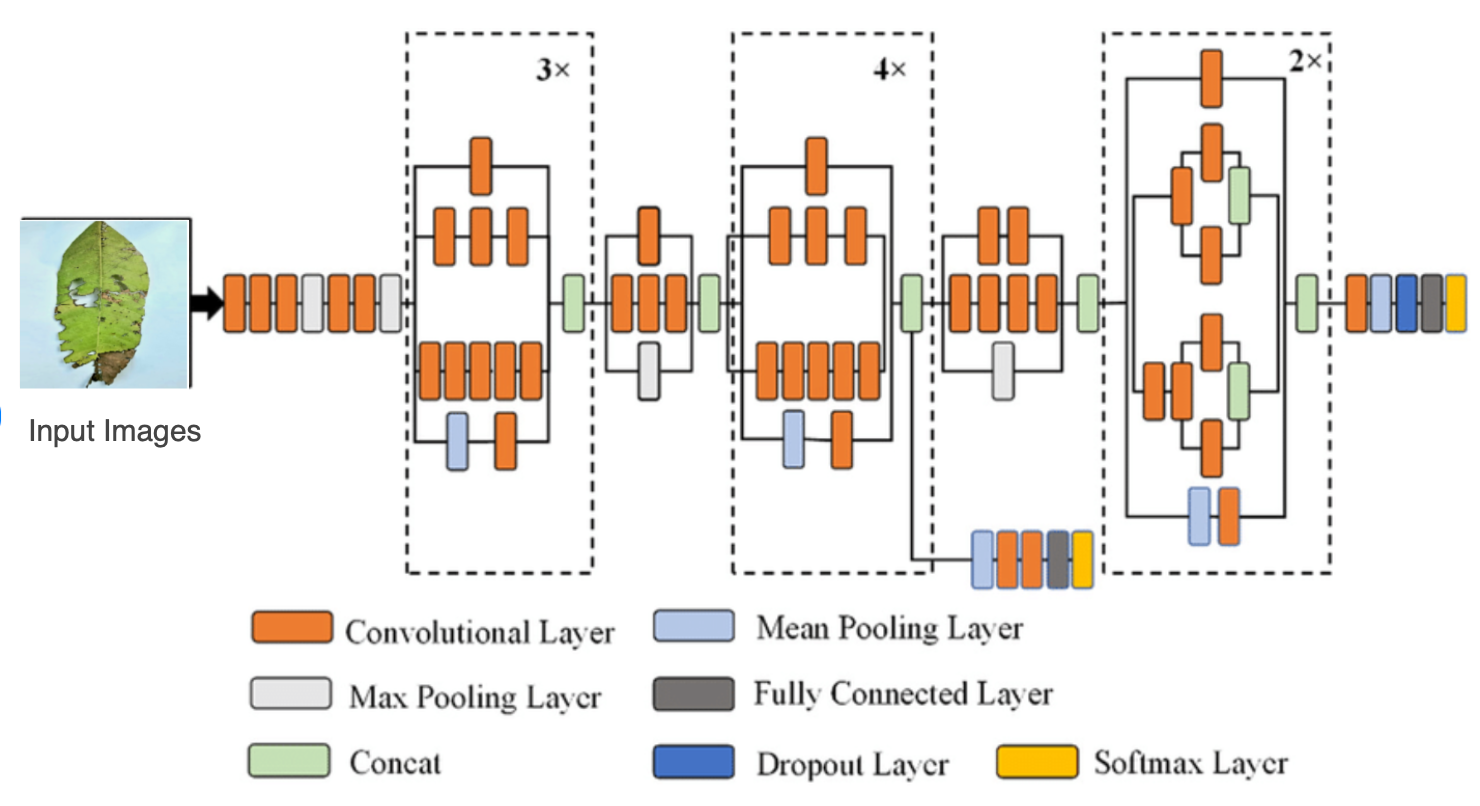 3×
4×
2×
Input Images
Convolutional Layer
Mean Pooling Layer
Max Pooling Layer
Fully Connected Layer
Concat
Dropout Layer
Softmax Layer